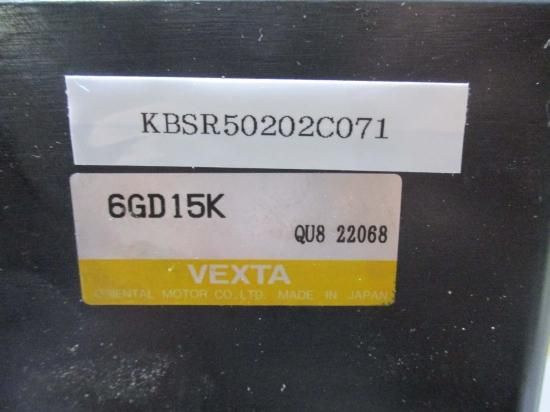 KBSR50202C071
6GD15K
QU8 22068
VEXTA
ORIENTAL MOTOR CO., LTD. MADE IN JAPAN